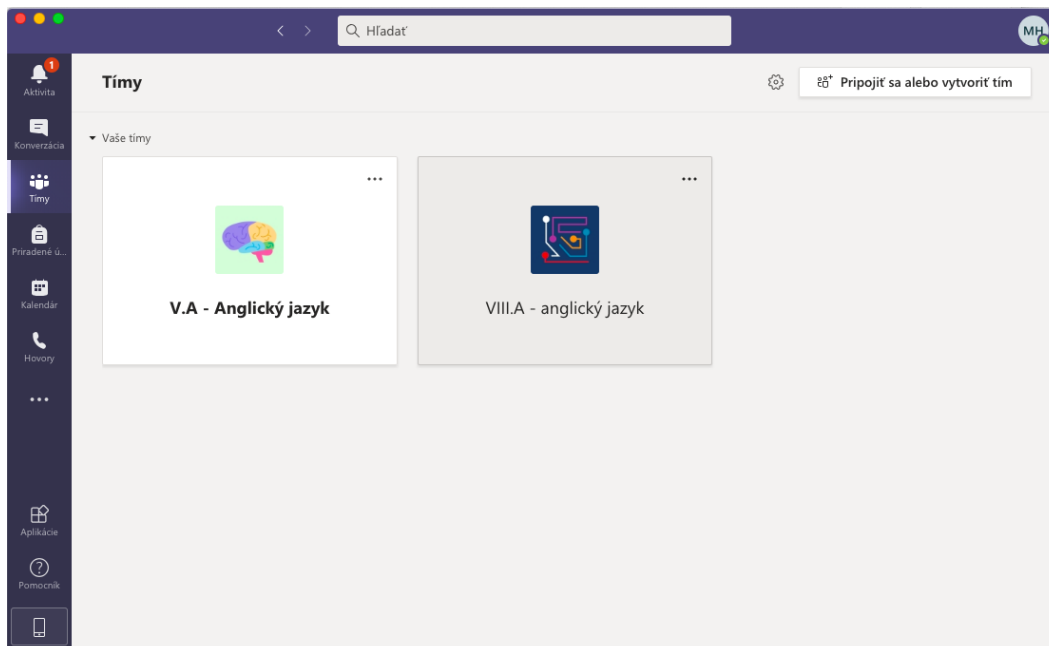 Hľadať
MH
1
Aktivita
Konverzácia
Tímy
Priradené ú...
Kalendár
Hovory
Aplikácie
Pomocník
Tímy
Pripojiť sa alebo vytvoriť tím
Vaše tímy
V.A - Anglický jazyk
VIII.A - anglický jazyk